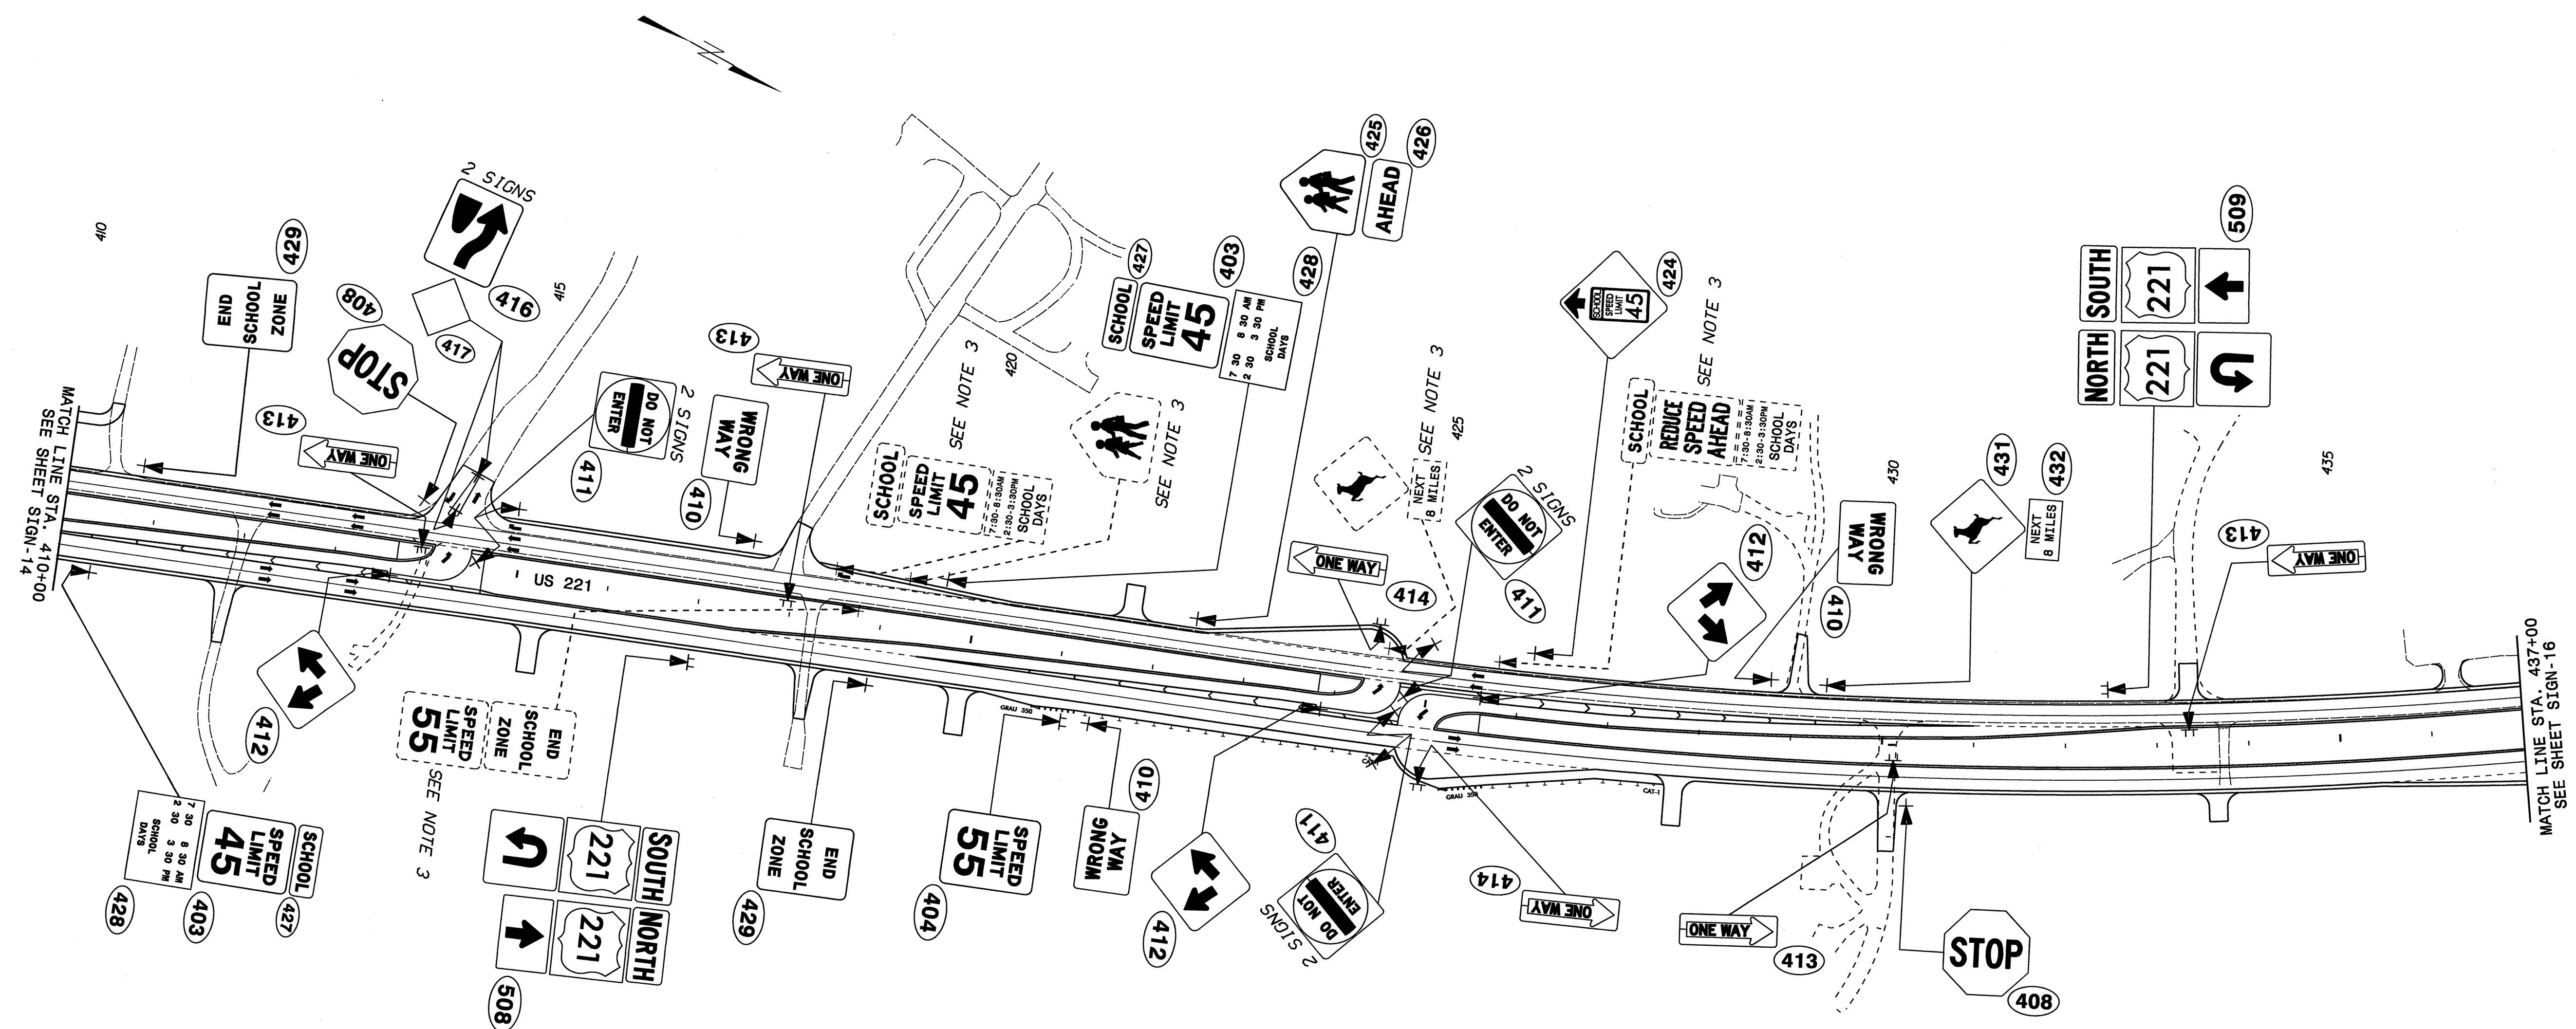 410
415
420
425
430
435
MATCH LINE STA. 410+00
SEE SHEET SIGN-14
429
END
SCHOOL
ZONE
2 SIGNS
416
417
408
STOP
413
ONE WAY
411
DO NOT
ENTER
2 SIGNS
WRONG
WAY
410
413
ONE WAY
SCHOOL
SPEED
LIMIT
45
7:30-8:30AM
2:30-3:30PM
SCHOOL
DAYS
SEE NOTE 3
SEE NOTE 3
427
SCHOOL
403
SPEED
LIMIT
45
428
7 30 8 30 AM
2 30 3 30 PM
SCHOOL
DAYS
425
426
AHEAD
NEXT
8 MILES
SEE NOTE 3
ONE WAY
414
2 SIGNS
DO NOT
ENTER
411
424
SCHOOL
SPEED
LIMIT
45
SCHOOL
REDUCE
SPEED
AHEAD
7:30-8:30AM
2:30-3:30PM
SCHOOL
DAYS
SEE NOTE 3
412
WRONG
WAY
410
431
432
NEXT
8 MILES
509
SOUTH
221
NORTH
221
413
ONE WAY
MATCH LINE STA. 437+00
SEE SHEET SIGN-16
US 221
GRAU 350
GRAU 350
CAT-1
412
SPEED
LIMIT
55
END
SCHOOL
ZONE
SEE NOTE 3
7 30 8 30 AM
2 30 3 30 PM
SCHOOL
DAYS
428
SPEED
LIMIT
45
403
SCHOOL
427
SOUTH
221
NORTH
221
508
END
SCHOOL
ZONE
429
SPEED
LIMIT
55
404
WRONG
WAY
410
412
411
DO NOT
ENTER
2 SIGNS
414
ONE WAY
ONE WAY
413
STOP
408